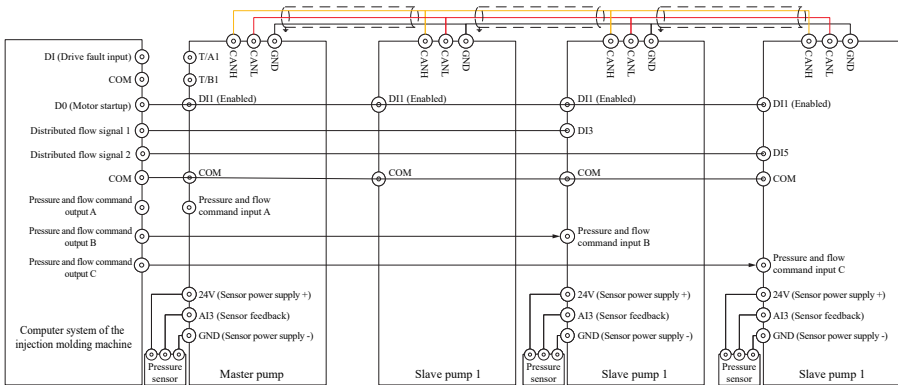 DI (Drive fault input)
COM
D0 (Motor startup)
Distributed flow signal 1
Distributed flow signal 2
COM
Pressure and flow command
output A
Pressure and flow command
output B
Pressure and flow command
output C
Computer system of the
injection molding machine
CANH
CANL
GND
T/A1
T/B1
DI1 (Enabled)
COM
Pressure and flow
command input A
24V (Sensor power supply +)
AI3 (Sensor feedback)
GND (Sensor power supply -)
Pressure
sensor
Master pump
CANH
CANL
GND
DI1 (Enabled)
COM
Slave pump 1
CANH
CANL
GND
DI1 (Enabled)
DI3
COM
Pressure and flow
command input B
24V (Sensor power supply +)
AI3 (Sensor feedback)
GND (Sensor power supply -)
Pressure
sensor
Slave pump 1
CANH
CANL
GND
DI1 (Enabled)
DI5
COM
Pressure and flow
command input C
24V (Sensor power supply +)
AI3 (Sensor feedback)
GND (Sensor power supply -)
Pressure
sensor
Slave pump 1